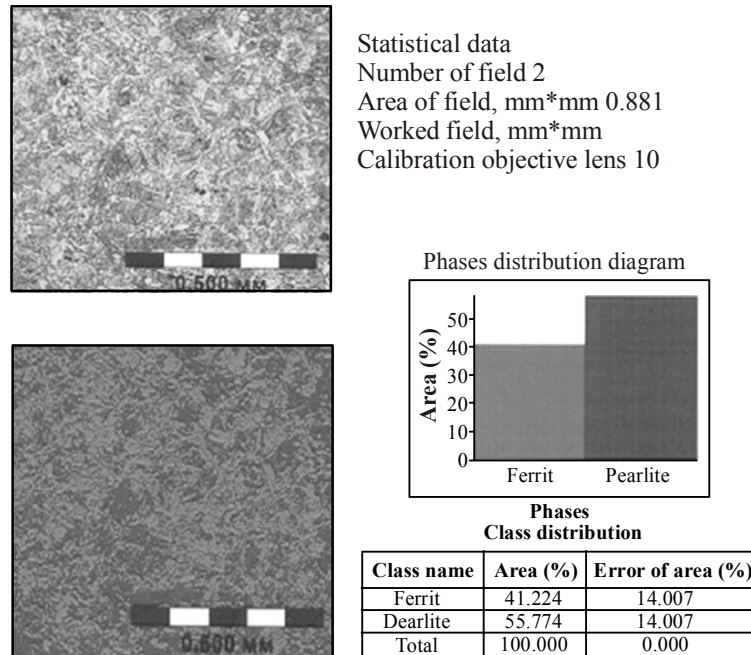 Statistical data
Number of field 2
Area of field, mm*mm 0.881
Worked field, mm*mm
Calibration objective lens 10
0.500 мм
Phases distribution diagram
Area (%)
50
40
30
20
10
0
Ferrit Pearlite
Phases
Class distribution
Class name Area (%) Error of area (%)
Ferrit 41.224 14.007
Dearlite 55.774 14.007
Total 100.000 0.000
0.500 мм